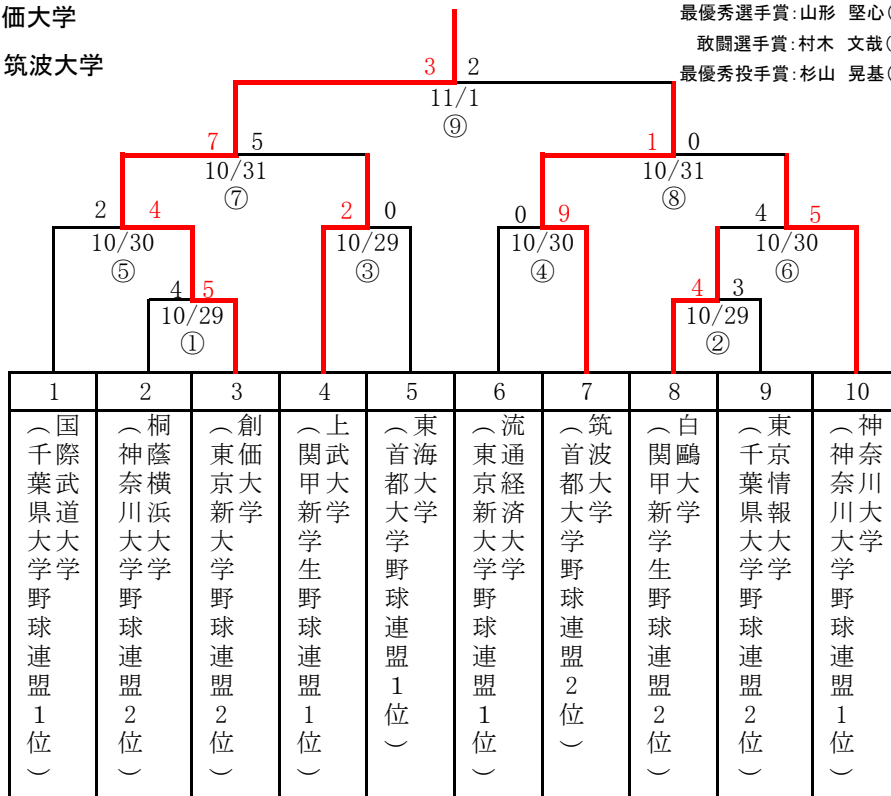 価大学
筑波大学
最優秀選手賞:山形 堅心(
敢闘選手賞:村木 文哉(
最優秀投手賞:杉山 晃基(
3 2
11/1
⑨
7 5
10/31
⑦
1 0
10/31
⑧
2 4
10/30
⑤
2 0
10/29
③
0 9
10/30
④
4 5
10/30
⑥
4 5
10/29
①
4 3
10/29
②
1 2 3 4 5 6 7 8 9 10
国際武道大学
(千葉県大学野球連盟1位)
桐蔭横浜大学
(神奈川大学野球連盟2位)
創価大学
(東京新大学野球連盟2位)
上武大学
(関甲新学生野球連盟1位)
東海大学
(首都大学野球連盟1位)
流通経済大学
(東京新大学野球連盟1位)
筑波大学
(首都大学野球連盟2位)
白鷗大学
(関甲新学生野球連盟2位)
東京情報大学
(千葉県大学野球連盟2位)
神奈川大学
(神奈川大学野球連盟1位)